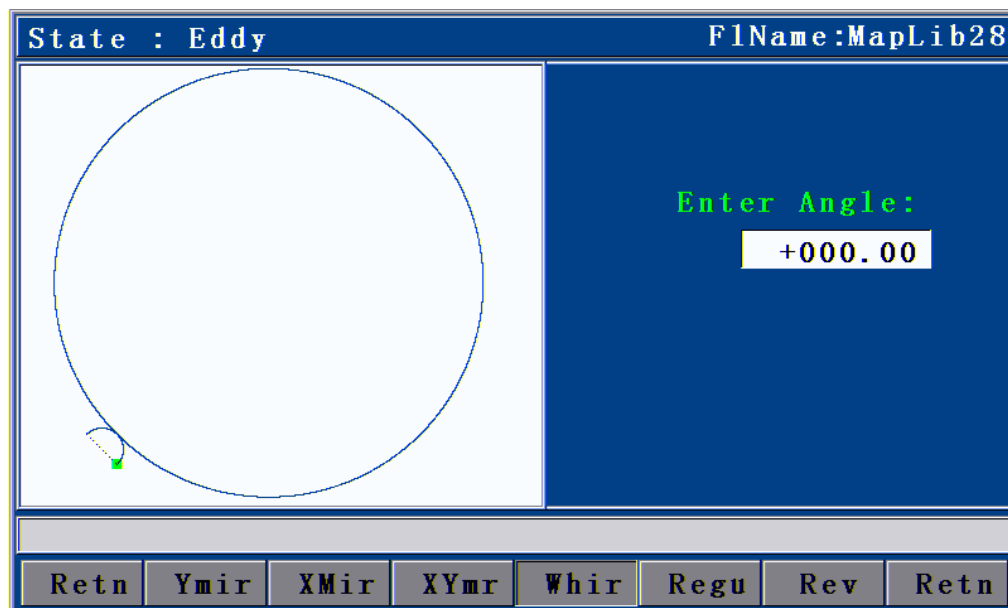 State : Eddy
FlName:MapLib28
Enter Angle:
+000.00
Retn Ymir XMir XYmr Whir Regu Rev Retn